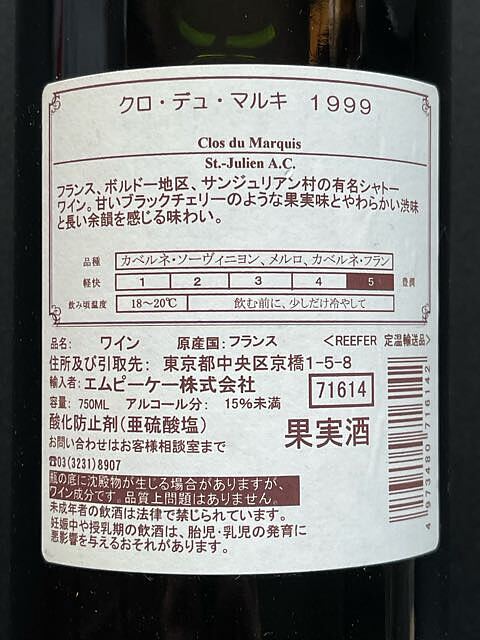 クロ・デュ・マルキ 1999
Clos du Marquis
St.-Julien A.C.
フランス、ボルドー地区、サンジュリアン村の有名シャトー
ワイン。甘いブラックチェリーのような果実味とやわらかい渋味
と長い余韻を感じる味わい。
品種 カベルネ・ソーヴィニヨン、メルロ、カベルネ・フラン
軽快 1 2 3 4 5 豊潤
飲み頃温度 18〜20℃ 飲む前に、少しだけ冷やして
品名: ワイン 原産国:フランス <REEFER 定温輸送品>
住所及び引取先: 東京都中央区京橋1-5-8
輸入者:エムピーケー株式会社 71614
容量: 750ML アルコール分: 15%未満
酸化防止剤(亜硫酸塩) 果実酒
お問い合わせはお客様相談室まで
☎03(3231)8907
瓶の底に沈殿物が生じる場合がありますが、
ワイン成分です。品質上問題はありません。
未成年者の飲酒は法律で禁じられています。
妊娠中や授乳期の飲酒は、胎児・乳児の発育に
悪影響を与えるおそれがあります。
4 973480 716142